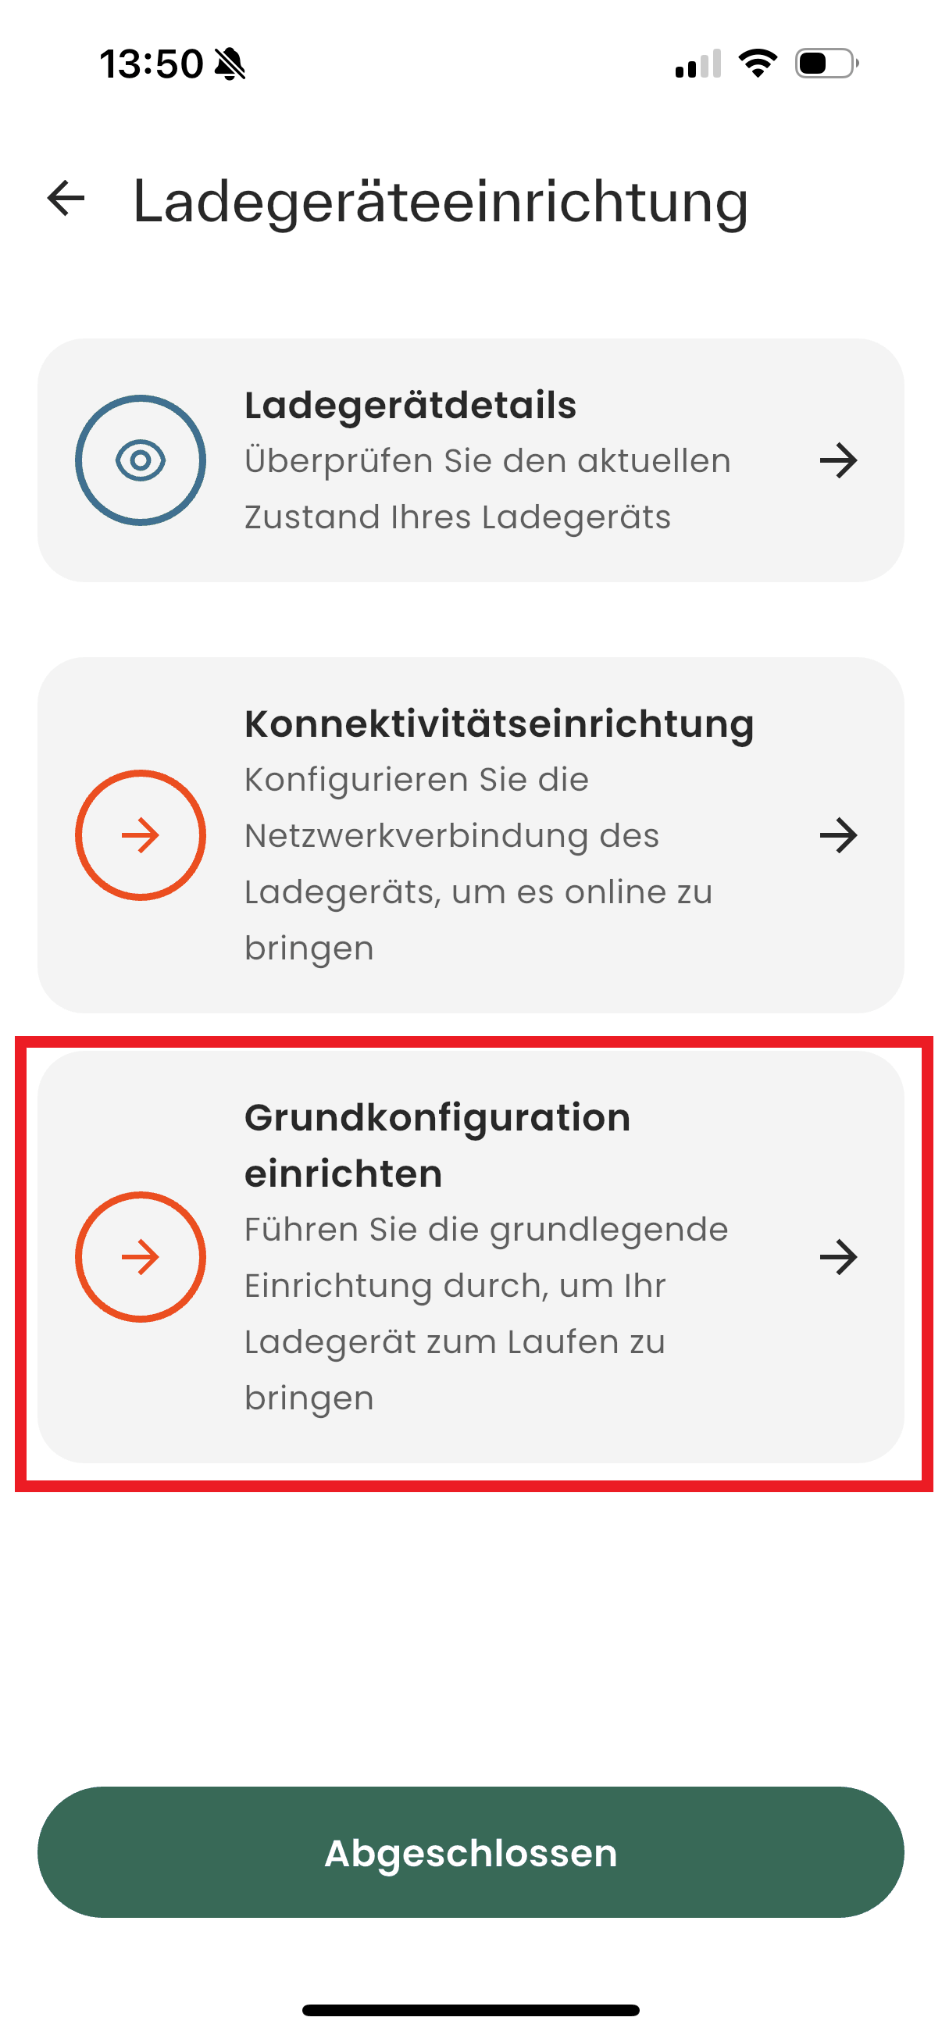 13:50
Ladegeräteeinrichtung
Ladegerätdetails
Überprüfen Sie den aktuellen
Zustand Ihres Ladegeräts
Konnektivitätseinrichtung
Konfigurieren Sie die
Netzwerkverbindung des
Ladegeräts, um es online zu
bringen
Grundkonfiguration
einrichten
Führen Sie die grundlegende
Einrichtung durch, um Ihr
Ladegerät zum Laufen zu
bringen
Abgeschlossen